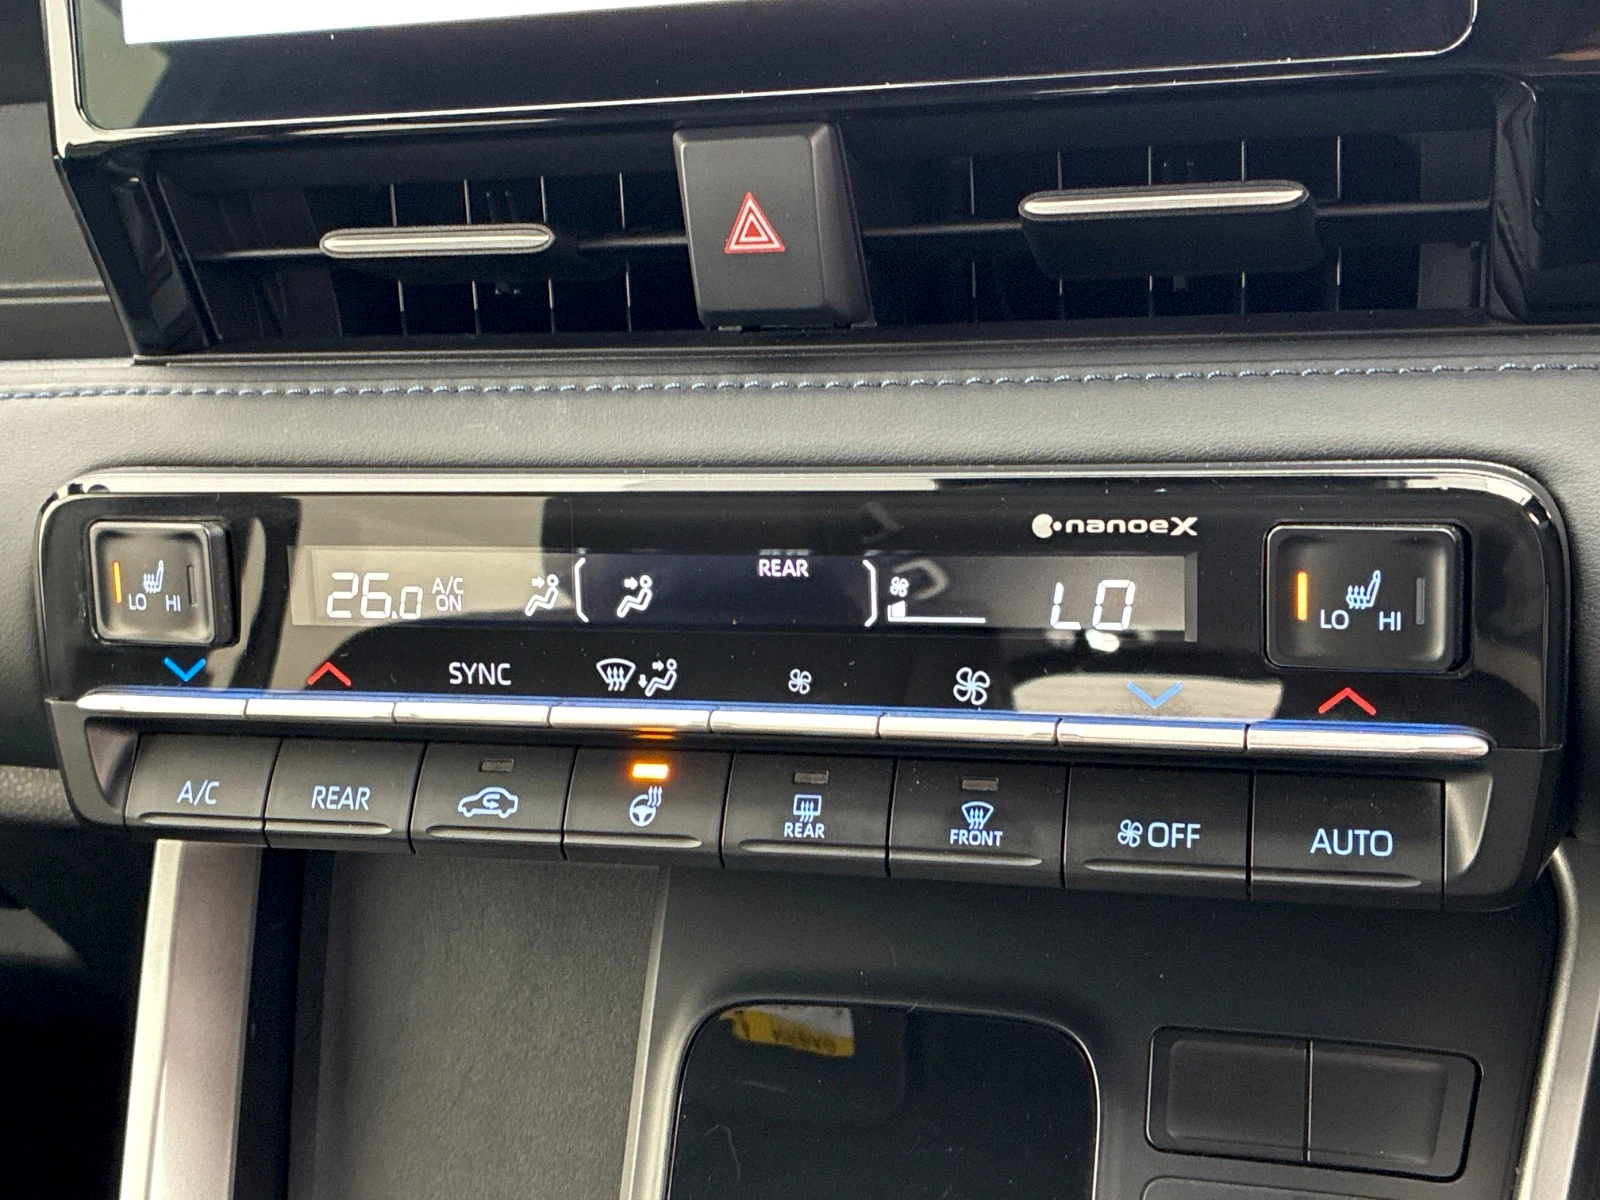 nanoeX
LO HI
26.0 A/C ON
REAR
LO
LO HI
SYNC
A/C
REAR
REAR
FRONT
OFF
AUTO